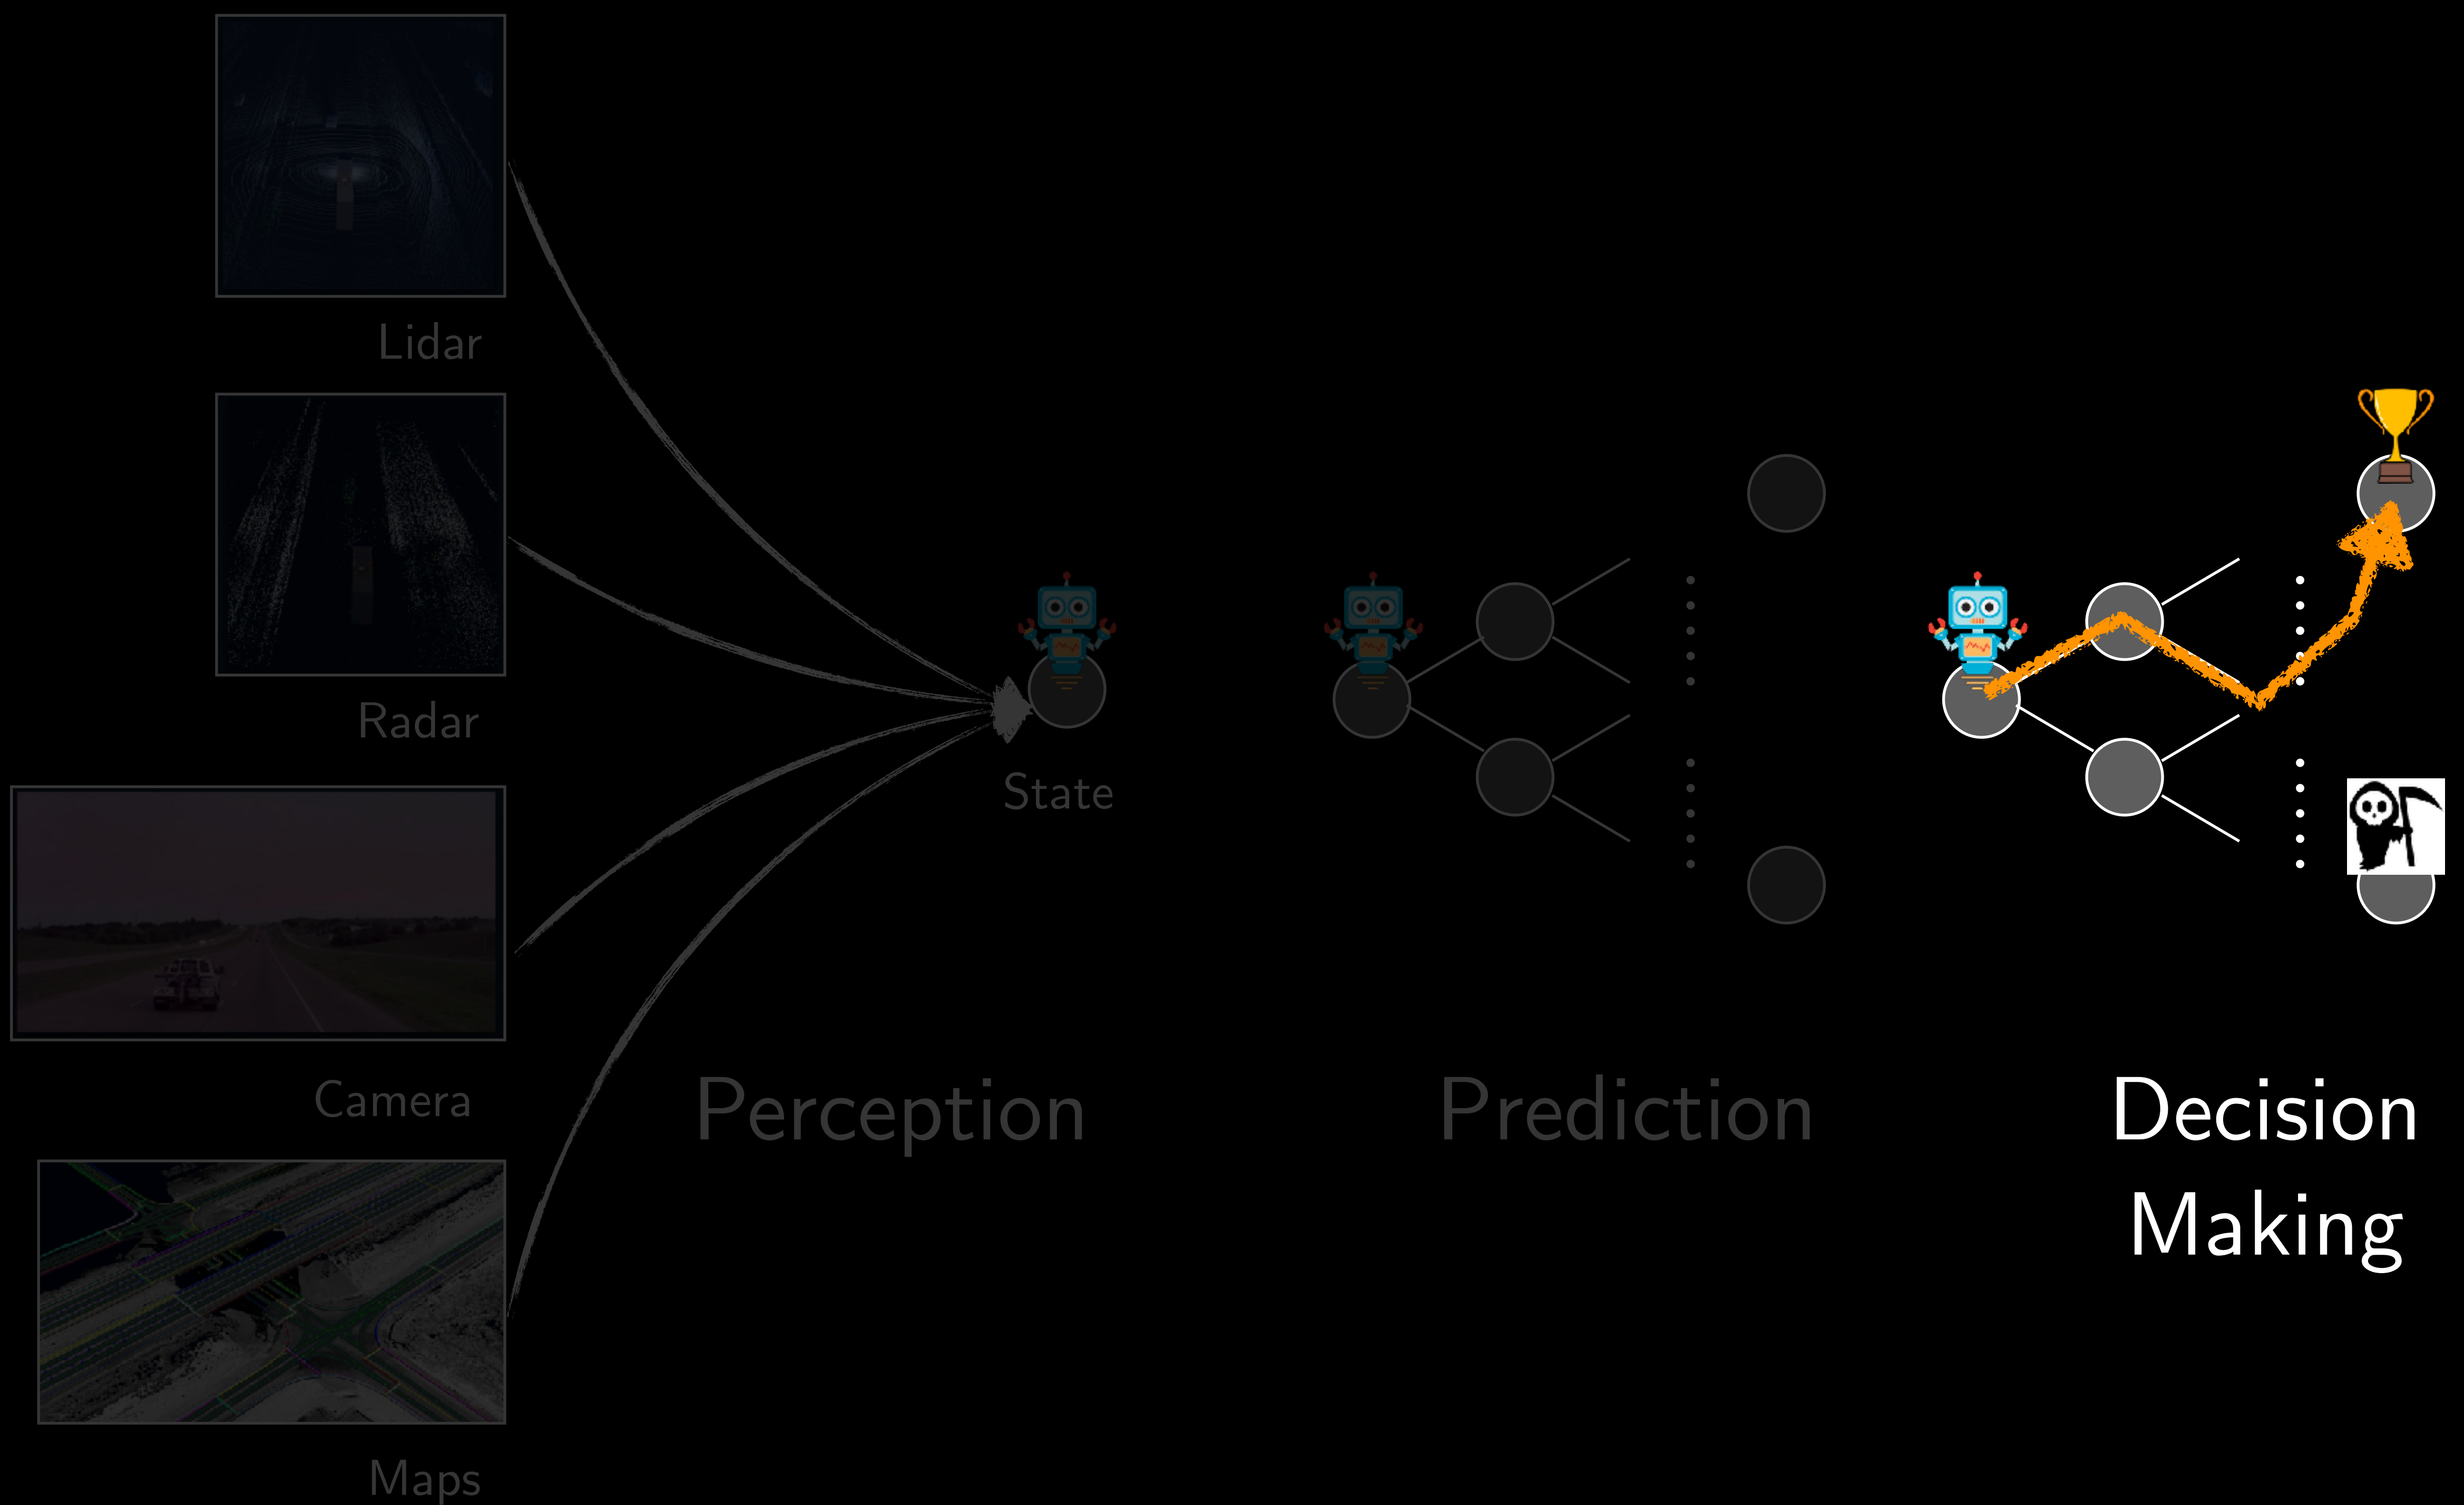 Lidar
Radar
Camera
Maps
State
Perception
Prediction
Decision
Making